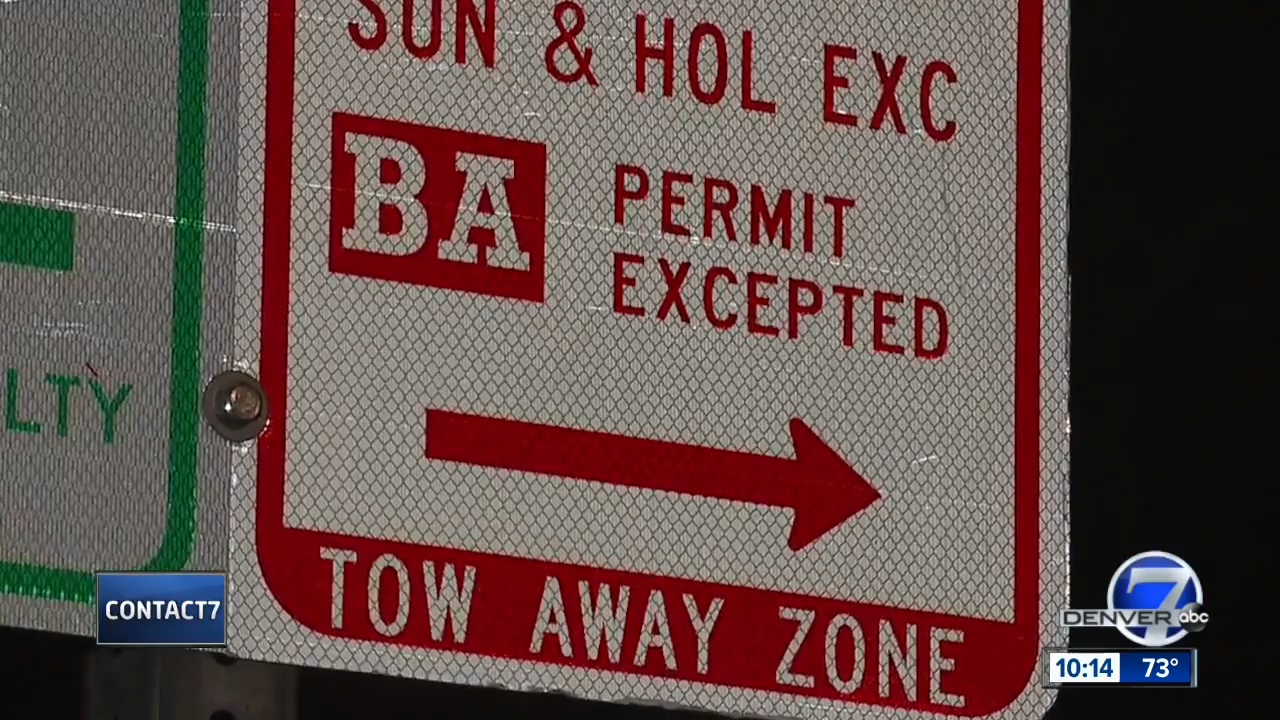 SUN & HOL EXC
BA PERMIT
EXCEPTED
LTY
TOW AWAY ZONE
CONTACT7
7
DENVER abc
10:14 73°